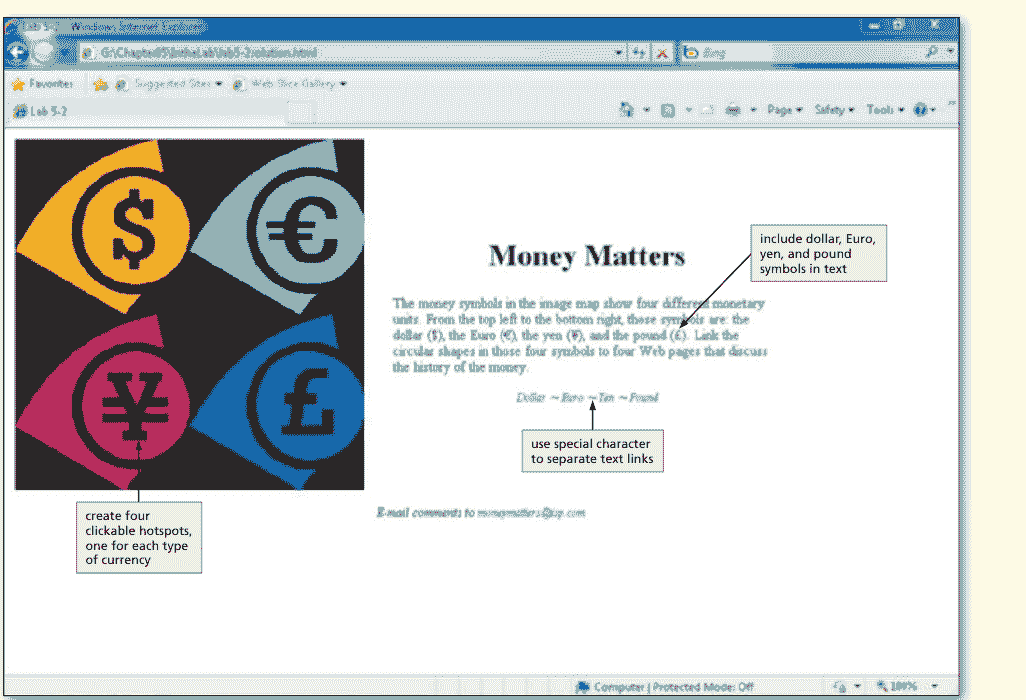 Lab 5-2 - Windows Internet Explorer
G:\Chapter05\IntheLab\lab5-2solution.html
Bing
Favorites
Suggested Sites
Web Slice Gallery
Lab 5-2
Page
Safety
Tools
$
€
¥
£
Money Matters
include dollar, Euro,
yen, and pound
symbols in text
The money symbols in the image map show four different monetary
units. From the top left to the bottom right, those symbols are: the
dollar ($), the Euro (€), the yen (¥), and the pound (£). Link the
circular shapes in those four symbols to four Web pages that discuss
the history of the money.
Dollar ~ Euro ~ Yen ~ Pound
use special character
to separate text links
create four
clickable hotspots,
one for each type
of currency
E-mail comments to
Computer | Protected Mode: Off
100%